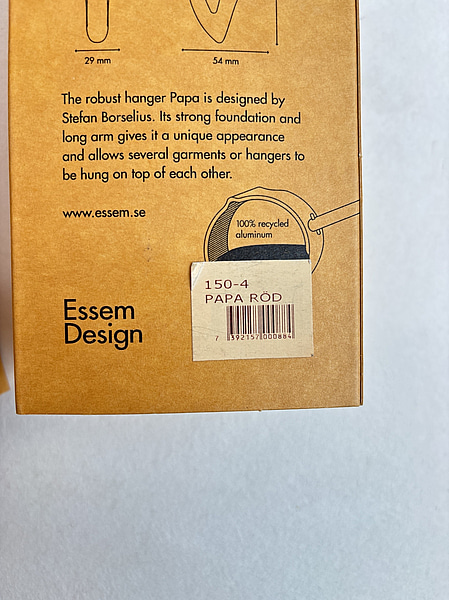 29 mm
54 mm
The robust hanger Papa is designed by
Stefan Borselius. Its strong foundation and
long arm gives it a unique appearance
and allows several garments or hangers to
be hung on top of each other.
www.essem.se
100% recycled
aluminum
150-4
PAPA RÖD
7 392157 000884
Essem
Design